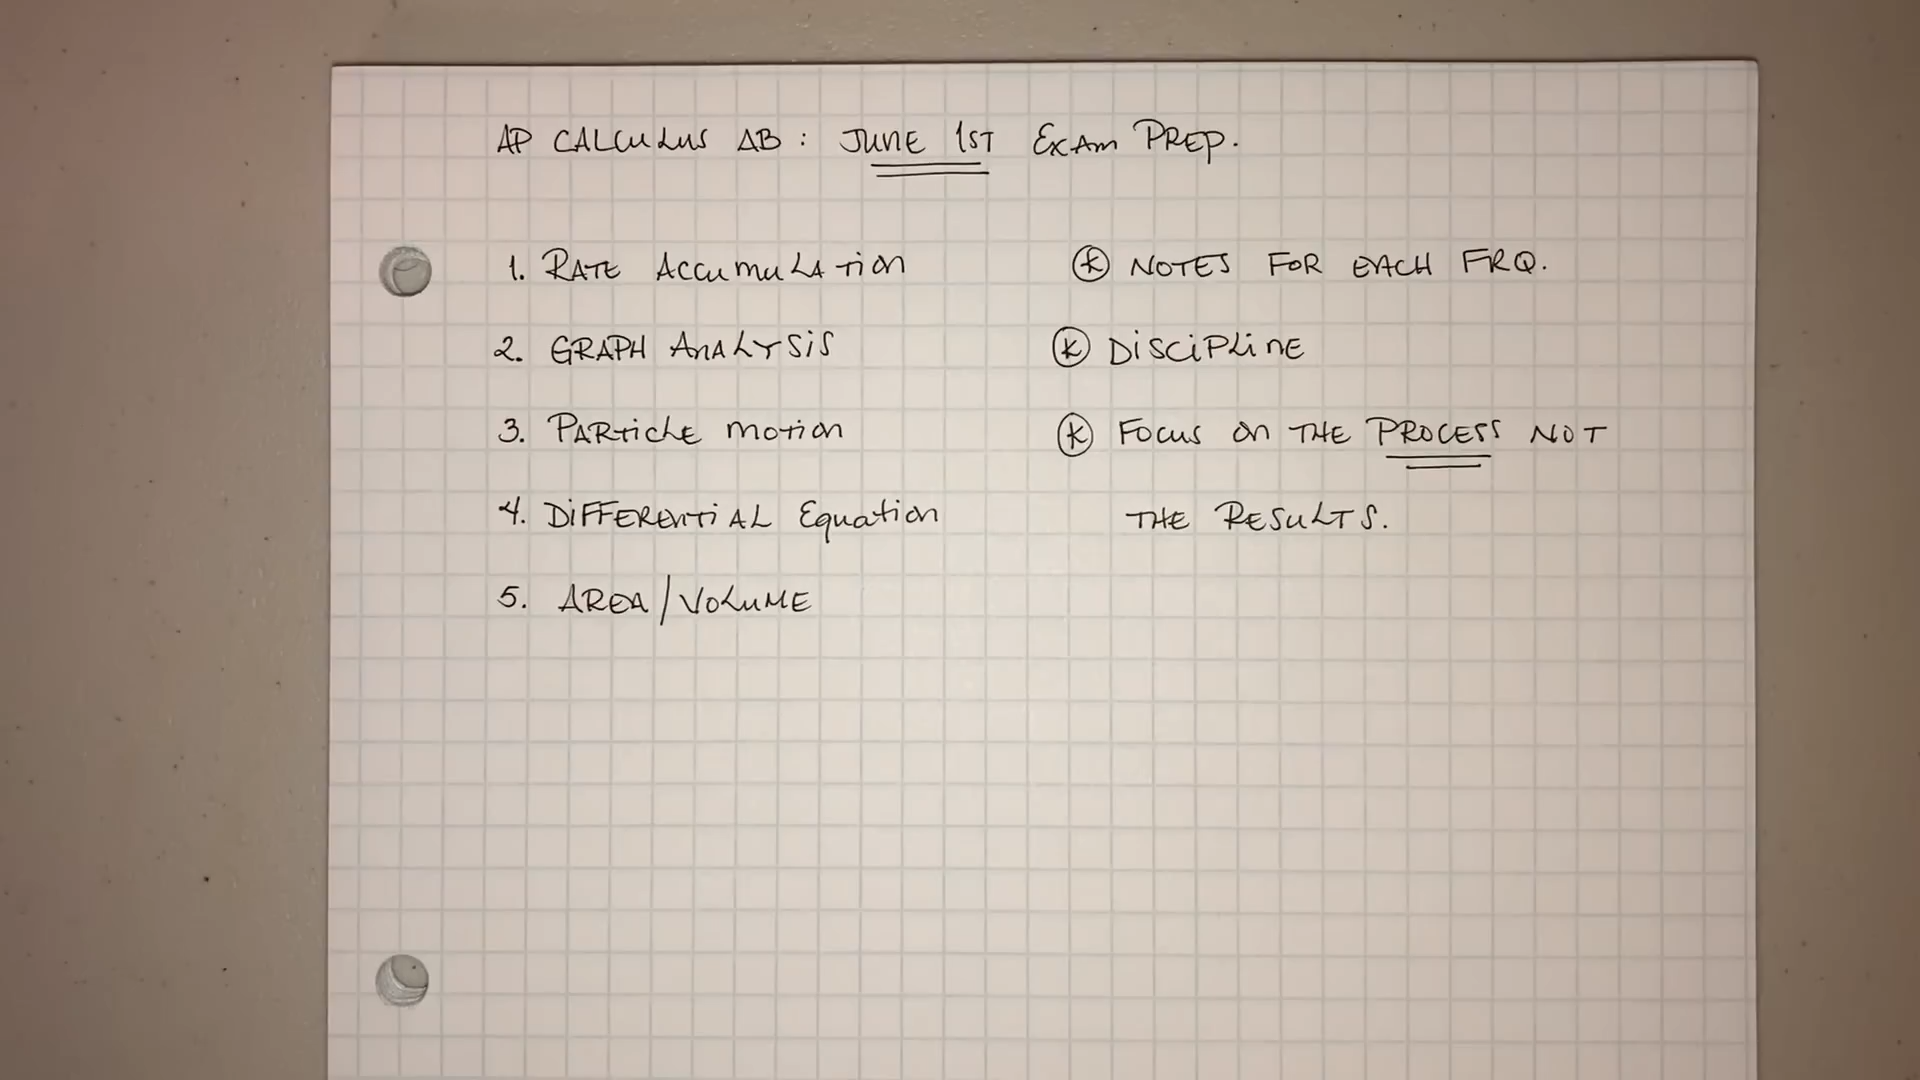 AP CALCULUS AB: JUNE 1ST EXAM PREP.
1. RATE ACCUMULATION
2. GRAPH ANALYSIS
3. PARTICLE MOTION
4. DIFFERENTIAL Equation
5. AREA/VOLUME
* NOTES FOR EACH FRQ.
* DISCIPLINE
* FOCUS ON THE PROCESS NOT
THE RESULTS.